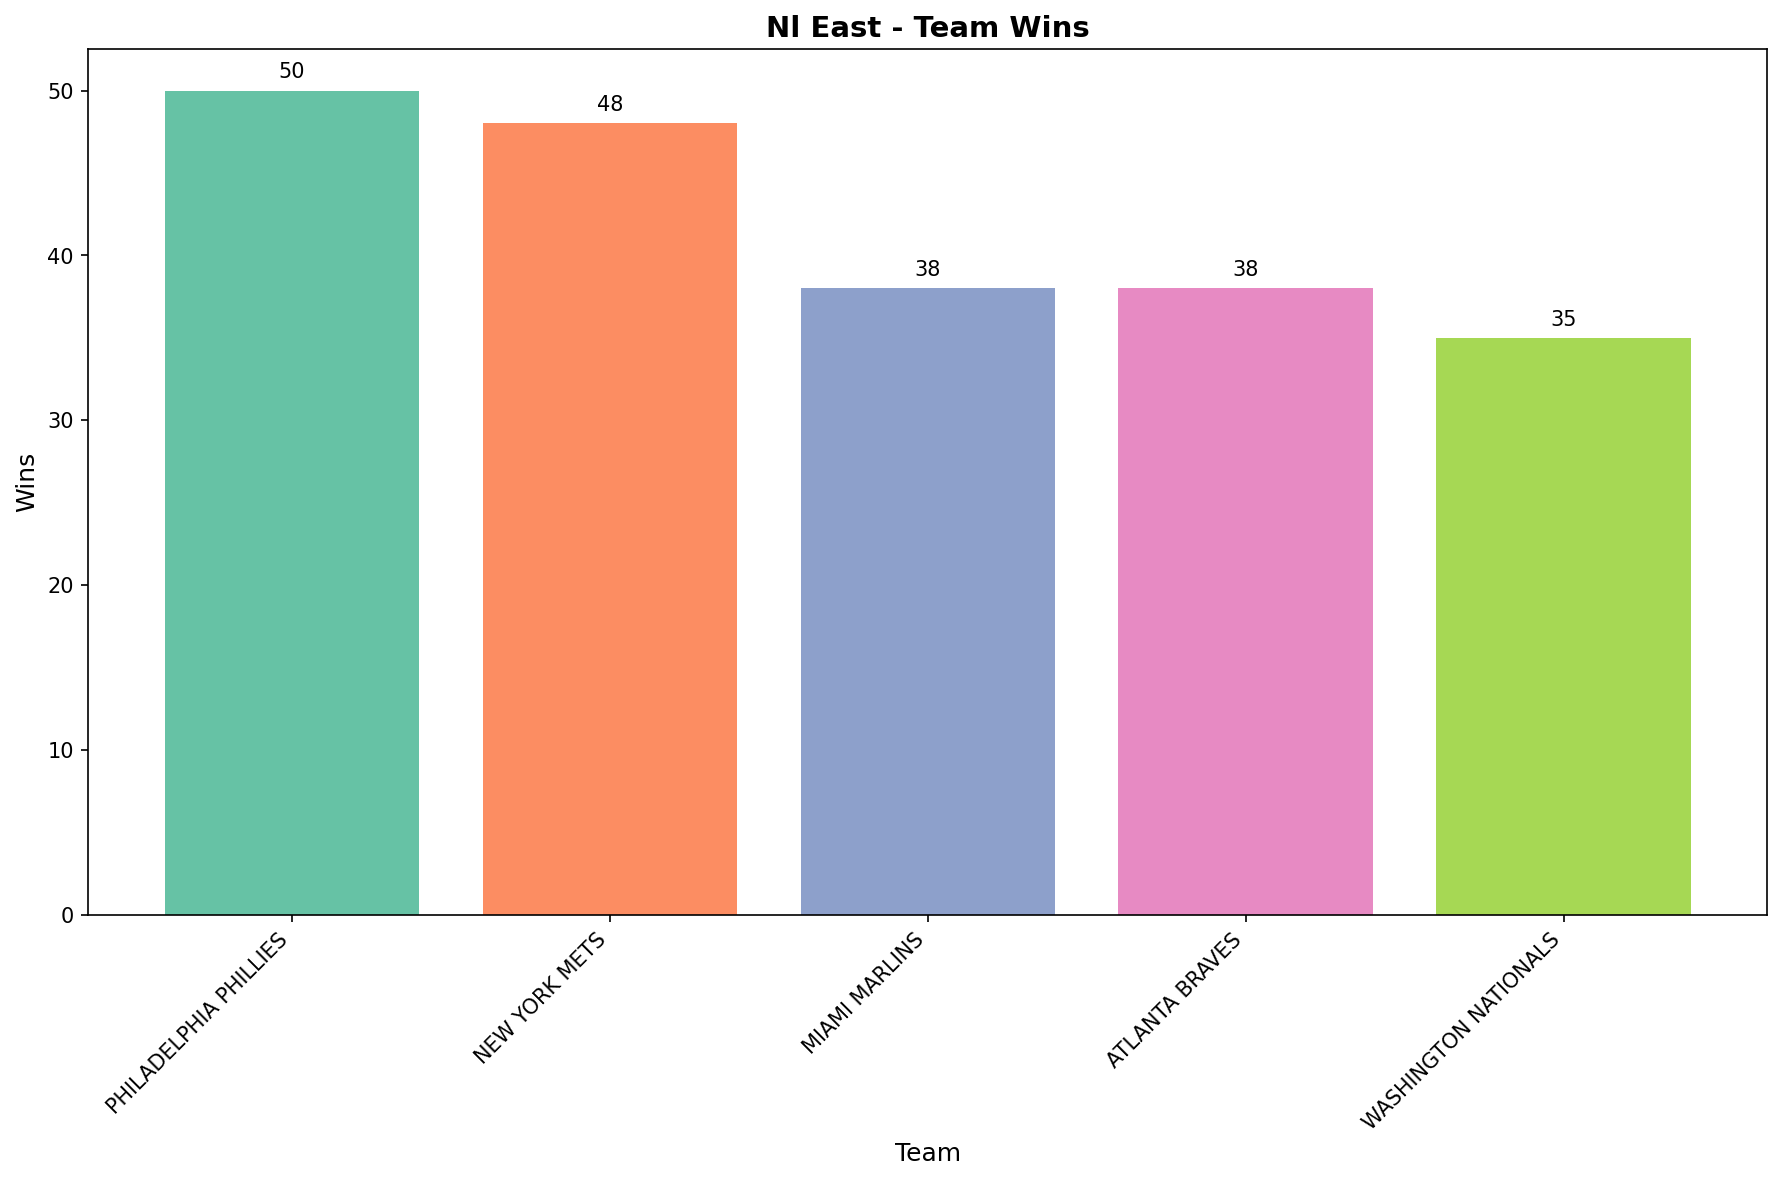 Nl East - Team Wins
50
48
38
38
35
50
40
30
20
10
0
Wins
PHILADELPHIA PHILLIES
NEW YORK METS
MIAMI MARLINS
ATLANTA BRAVES
WASHINGTON NATIONALS
Team